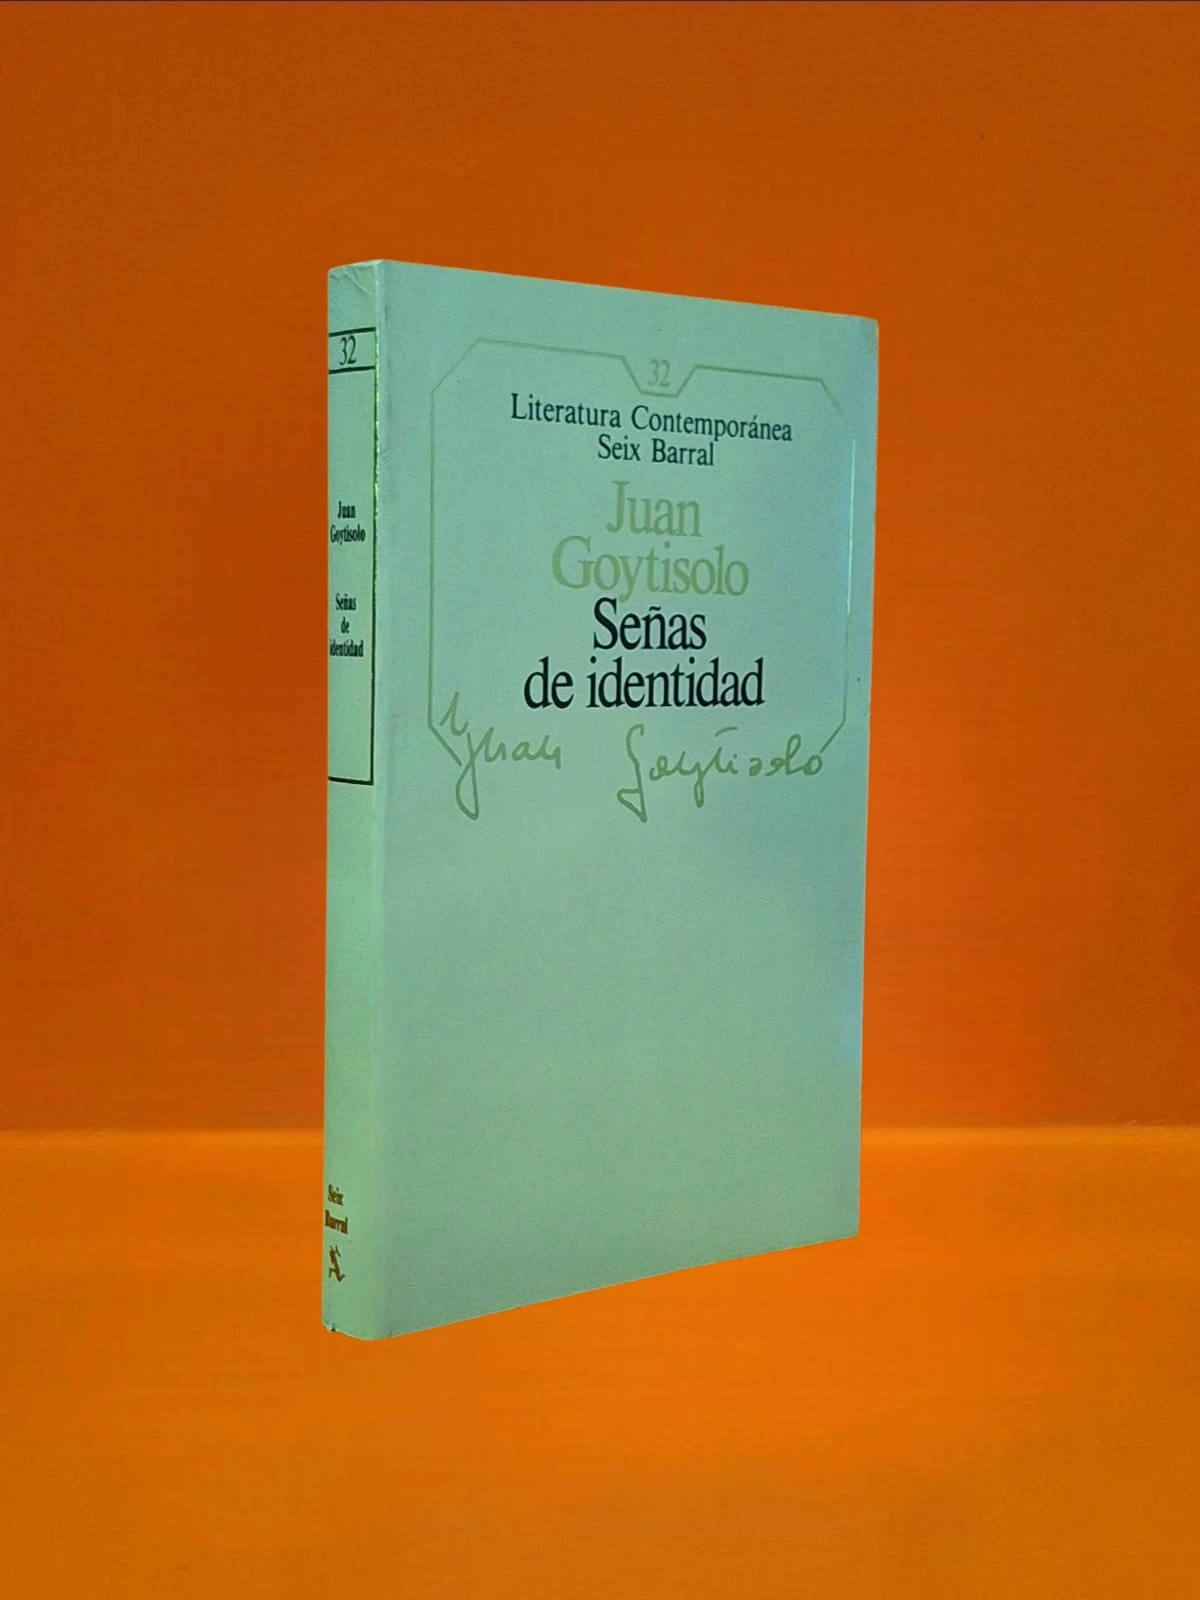 32
Juan
Goytisolo
Señas
de
identidad
Seix
Barral
32
Literatura Contemporánea
Seix Barral
Juan
Goytisolo
Señas
de identidad
Juan Goytisolo